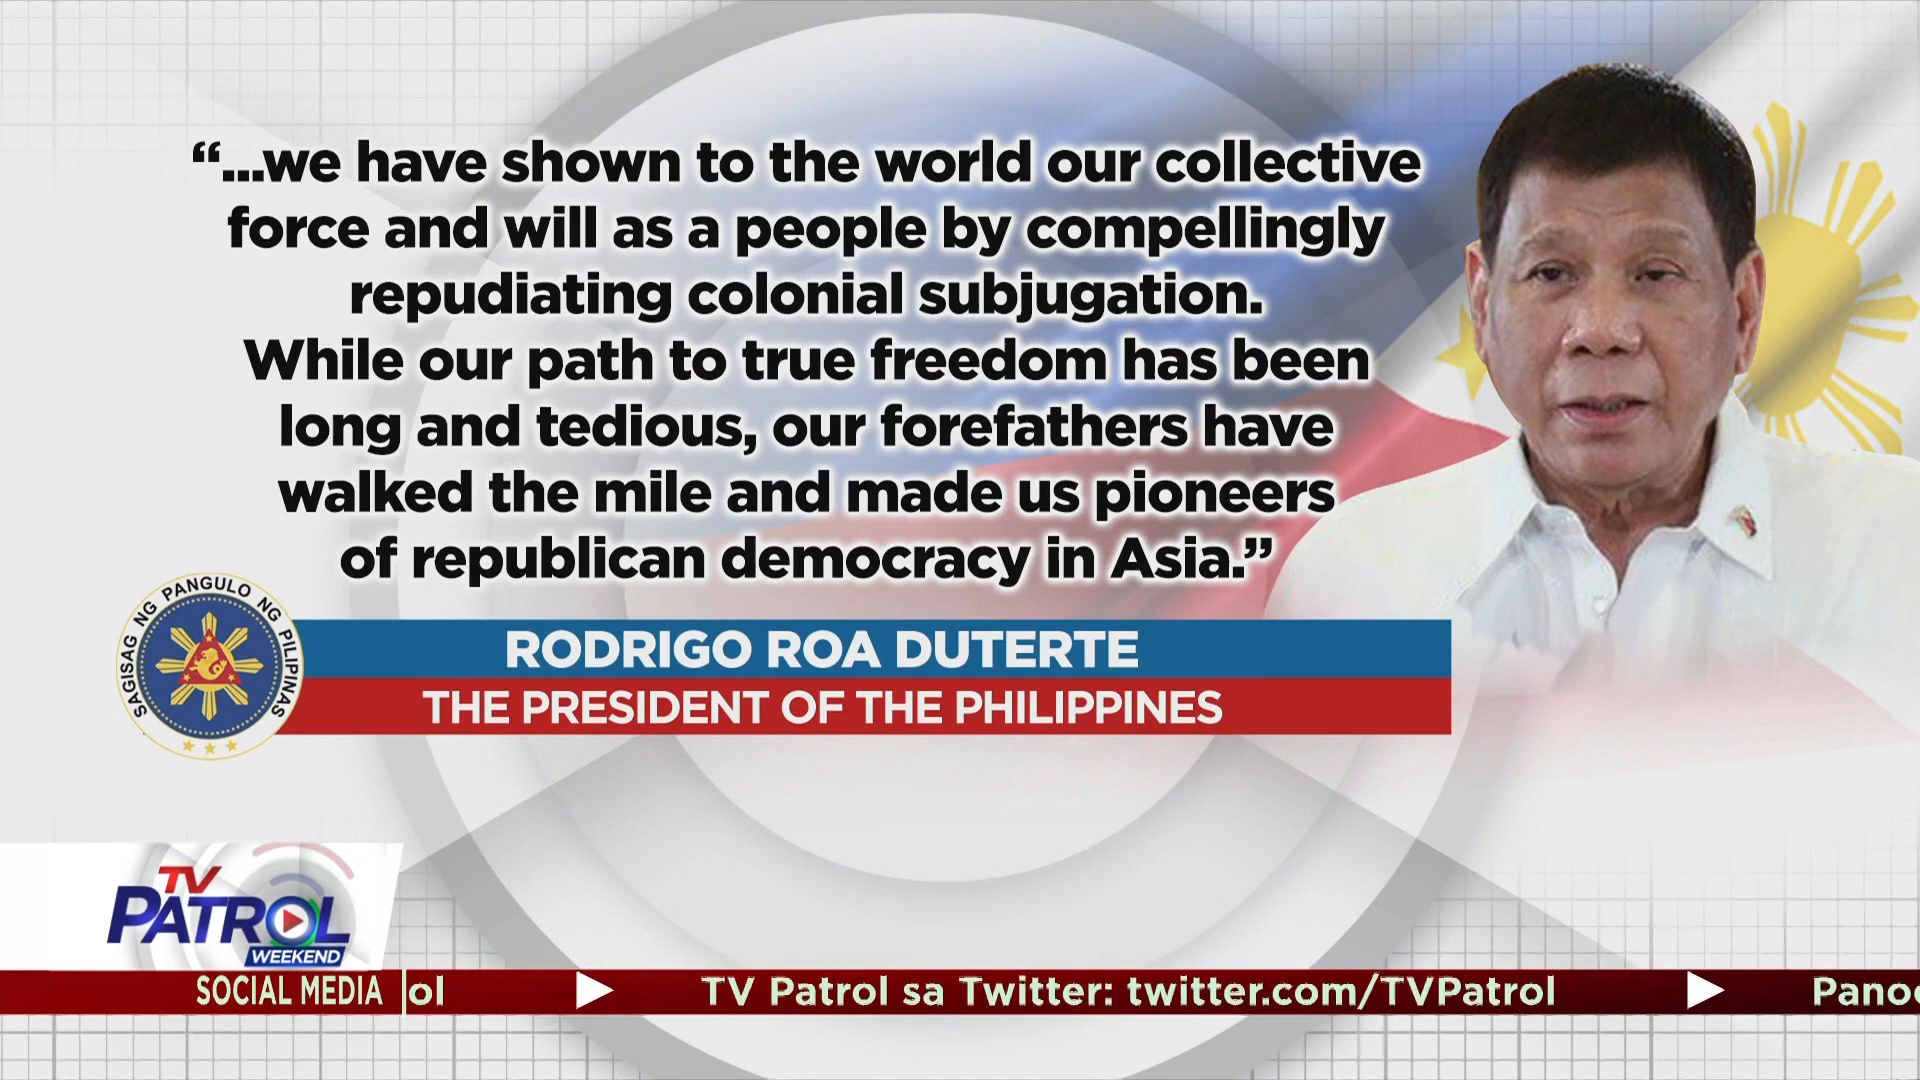 “...we have shown to the world our collective
force and will as a people by compellingly
repudiating colonial subjugation.
While our path to true freedom has been
long and tedious, our forefathers have
walked the mile and made us pioneers
of republican democracy in Asia.”
SAGISAG NG PANGULO NG PILIPINAS
RODRIGO ROA DUTERTE
THE PRESIDENT OF THE PHILIPPINES
TV
PATROL
WEEKEND
SOCIAL MEDIA ol TV Patrol sa Twitter: twitter.com/TVPatrol